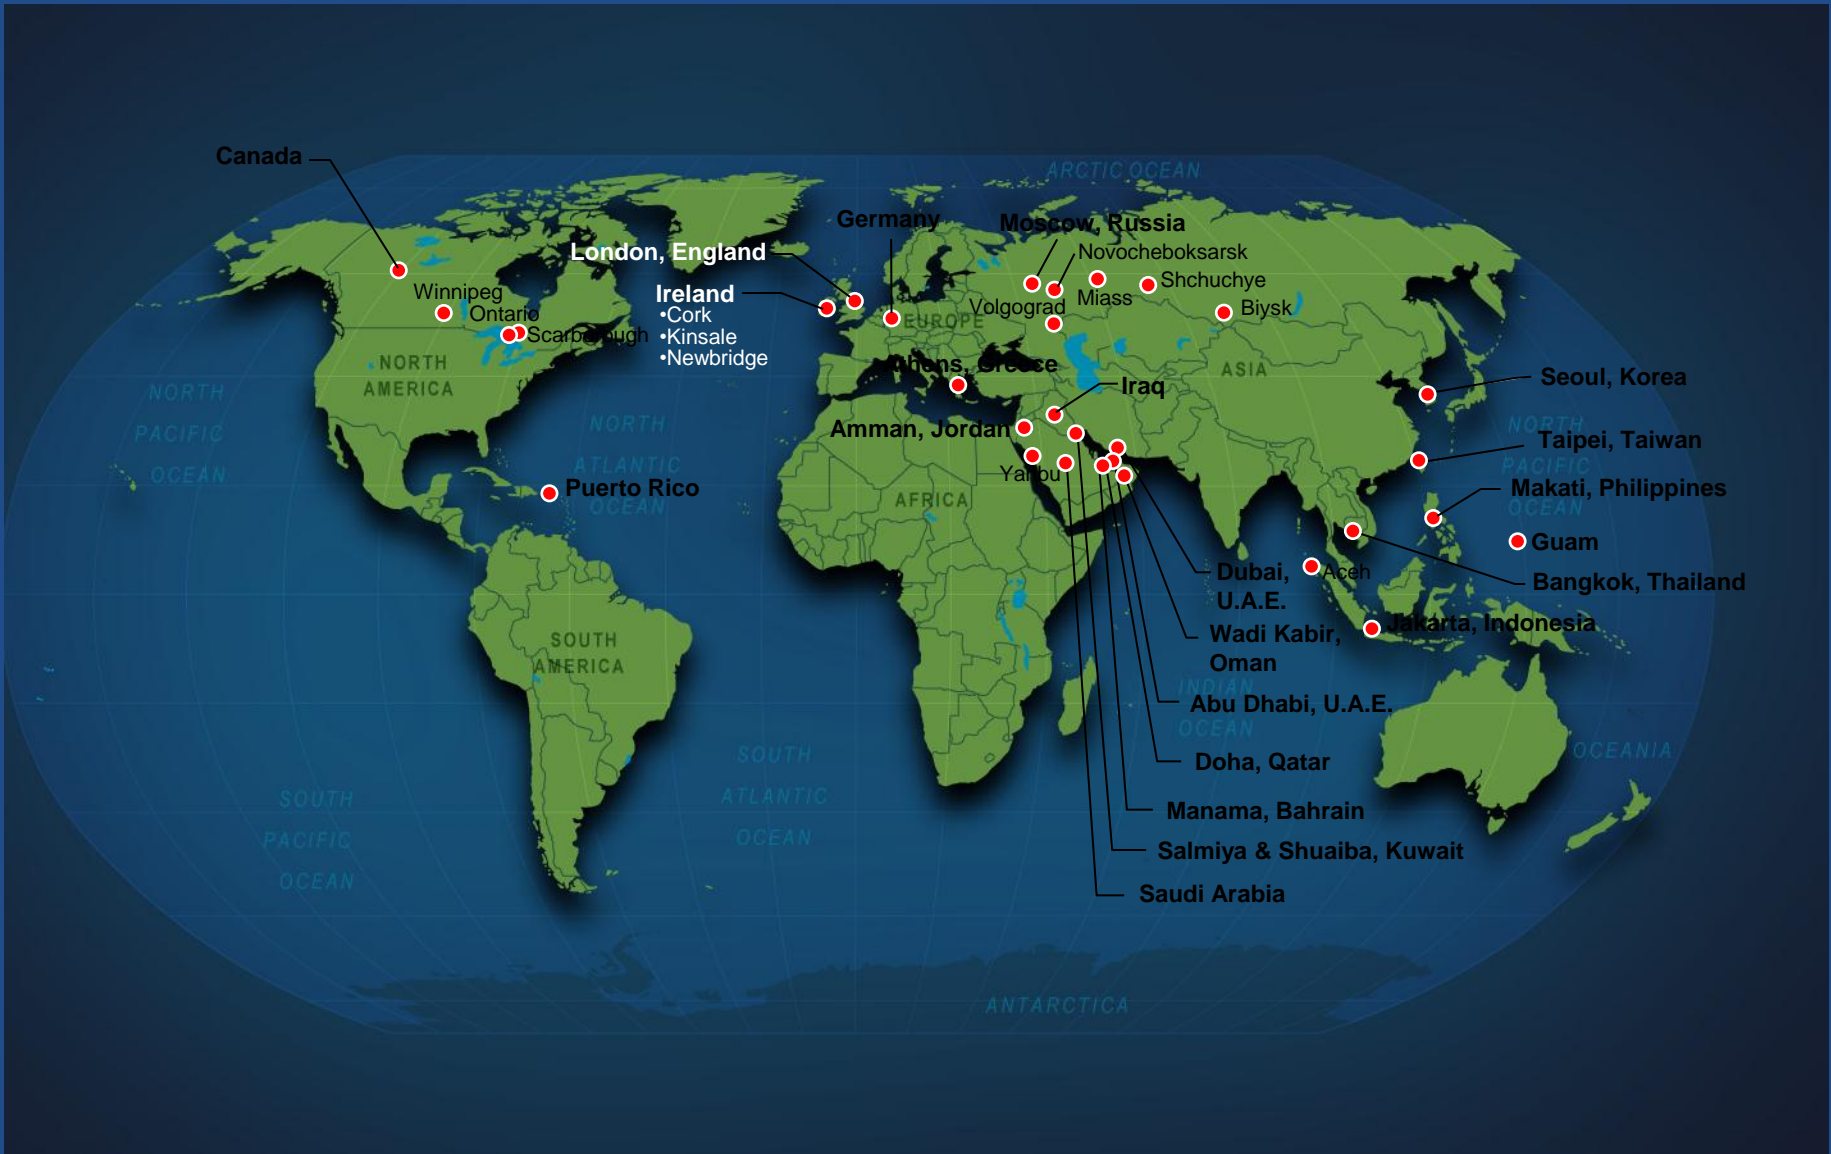 Canada
ARCTIC OCEAN
Germany
Moscow, Russia
London, England
Novocheboksarsk
Shchuchye
Ireland
•Cork
•Kinsale
•Newbridge
Winnipeg
Ontario
Scarborough
Volgograd
Miass
Biysk
EUROPE
NORTH
AMERICA
Athens, Greece
ASIA
Iraq
Seoul, Korea
NORTH
PACIFIC
OCEAN
NORTH
ATLANTIC
OCEAN
Amman, Jordan
NORTH
PACIFIC
OCEAN
Taipei, Taiwan
Yanbu
Puerto Rico
AFRICA
Makati, Philippines
Guam
Bangkok, Thailand
Aceh
Dubai,
U.A.E.
Jakarta, Indonesia
Wadi Kabir,
Oman
SOUTH
AMERICA
INDIAN
OCEAN
Abu Dhabi, U.A.E.
Doha, Qatar
OCEANIA
SOUTH
ATLANTIC
OCEAN
SOUTH
PACIFIC
OCEAN
Manama, Bahrain
Salmiya & Shuaiba, Kuwait
Saudi Arabia
ANTARCTICA